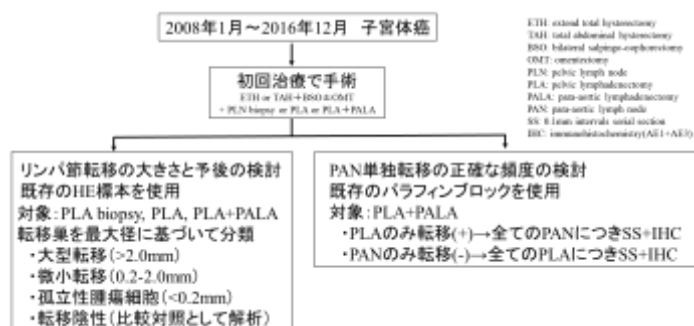 2008年1月～2016年12月　子宮体癌
ETH: extend total hysterectomy
TAH: total abdominal hysterectomy
BSO: bilateral salpingo-oophorectomy
OMT: omentectomy
PLN: pelvic lymph node
PLA: pelvic lymphadenectomy
PALA: para-aortic lymphadenectomy
PAN: para-aortic lymph node
SS: 0.1mm intervals serial section
IHC: immunohistochemistry(AE1+AE3)
初回治療で手術
ETH or TAH+BSO±OMT
+ PLN biopsy or PLA or PLA+PALA
リンパ節転移の大きさと予後の検討
既存のHE標本を使用
対象：PLA biopsy, PLA, PLA+PALA
転移巣を最大径に基づいて分類
・大型転移(>2.0mm)
・微小転移(0.2-2.0mm)
・孤立性腫瘍細胞(<0.2mm)
・転移陰性(比較対照として解析)
PAN単独転移の正確な頻度の検討
既存のパラフィンブロックを使用
対象：PLA+PALA
・PLAのみ転移(+)→全てのPANにつきSS+IHC
・PANのみ転移(-)→全てのPLAにつきSS+IHC